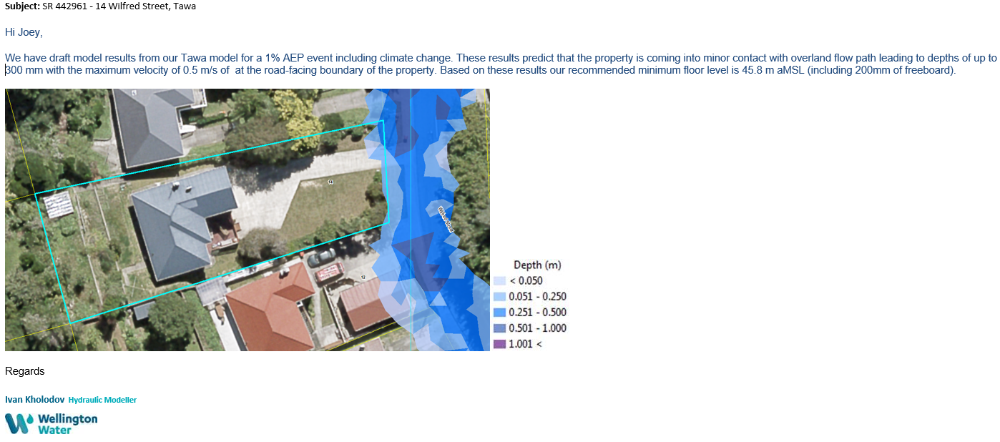 Subject: SR 442961 - 14 Wilfred Street, Tawa
Hi Joey,
We have draft model results from our Tawa model for a 1% AEP event including climate change. These results predict that the property is coming into minor contact with overland flow path leading to depths of up to
300 mm with the maximum velocity of 0.5 m/s of  at the road-facing boundary of the property. Based on these results our recommended minimum floor level is 45.8 m aMSL (including 200mm of freeboard).
12
Depth (m)
< 0.050
0.051 - 0.250
0.251 - 0.500
0.501 - 1.000
1.001 <
Regards
Ivan Kholodov Hydraulic Modeller
Wellington
Water